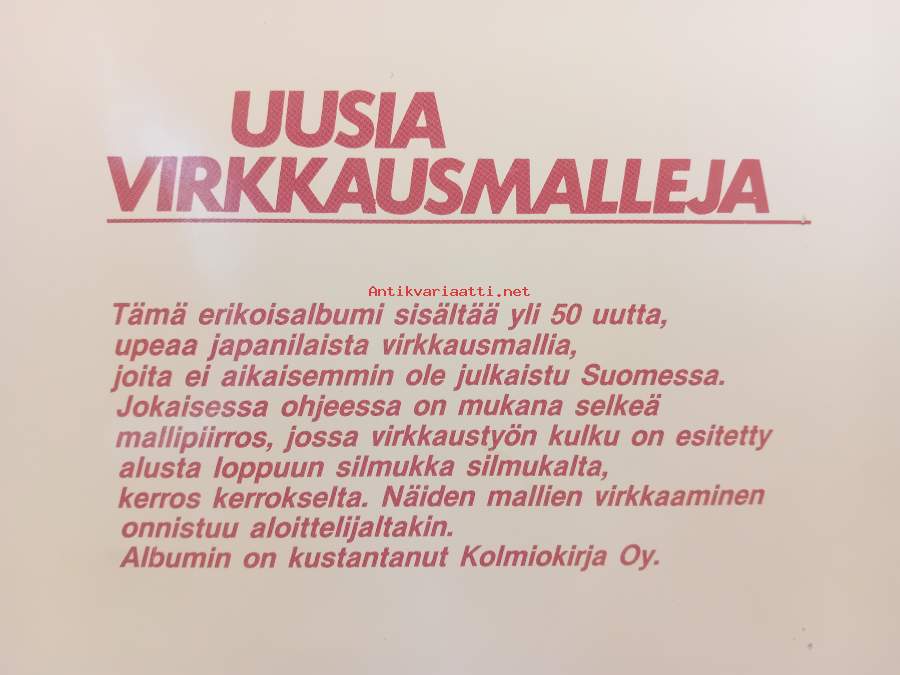 UUSIA
VIRKKAUSMALLEJA
Antikvariaatti.net
Tämä erikoisalbumi sisältää yli 50 uutta,
upeaa japanilaista virkkausmallia,
joita ei aikaisemmin ole julkaistu Suomessa.
Jokaisessa ohjeessa on mukana selkeä
mallipiirros, jossa virkkaustyön kulku on esitetty
alusta loppuun silmukka silmukalta,
kerros kerrokselta. Näiden mallien virkkaaminen
onnistuu aloittelijaltakin.
Albumin on kustantanut Kolmiokirja Oy.